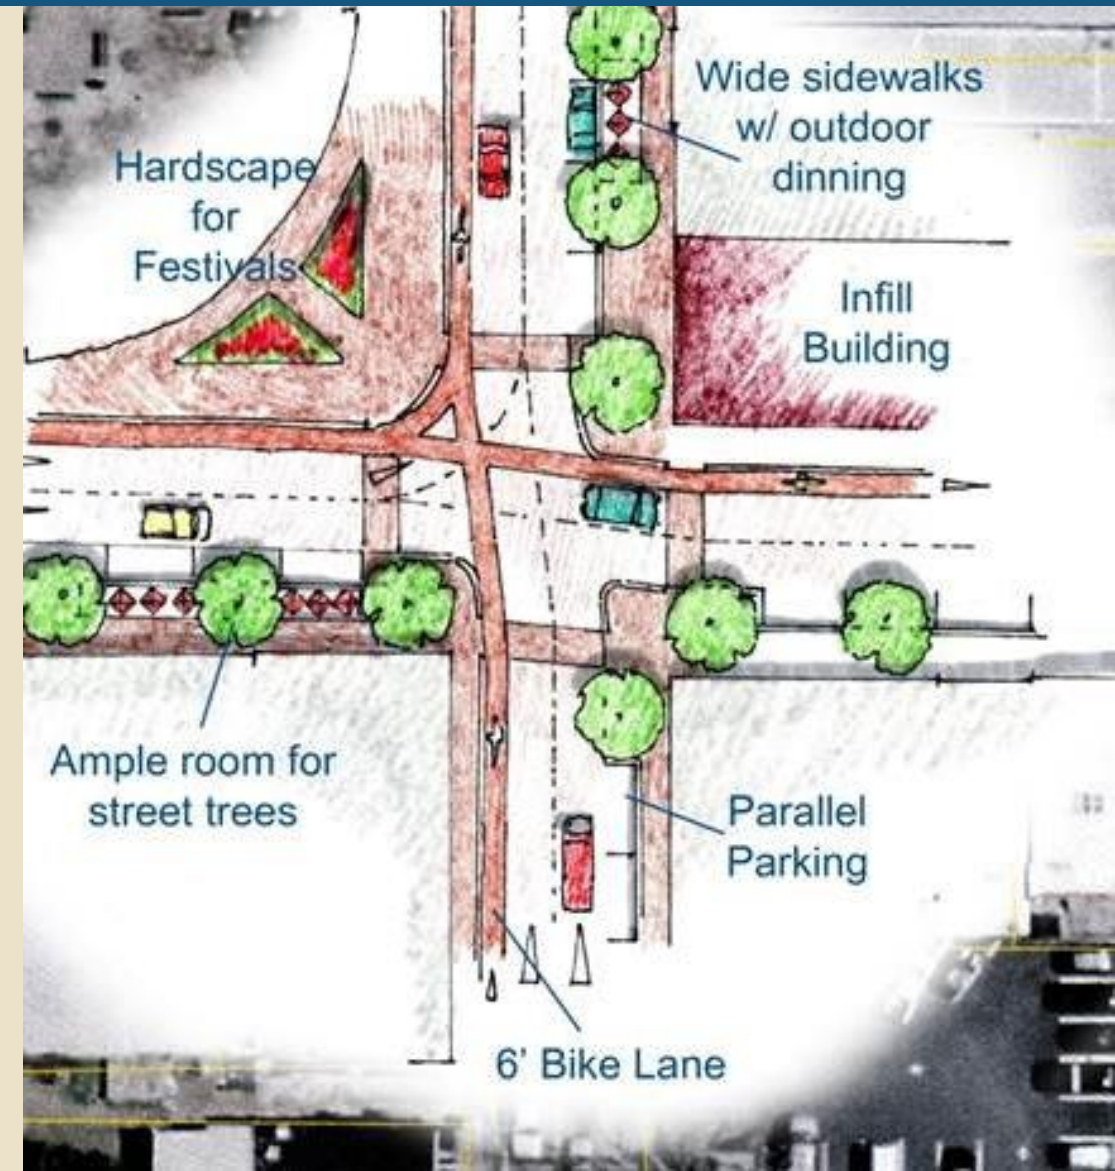 Wide sidewalks
w/ outdoor
dinning
Hardscape
for
Festivals
Infill
Building
Ample room for
street trees
Parallel
Parking
6’ Bike Lane